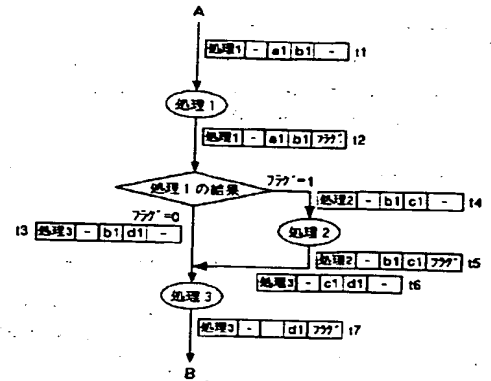 A
処理1 - a1 b1 - t1
処理1
処理1 - a1 b1 フラグ t2
処理1の結果
フラグ=1
処理2 - b1 c1 - t4
フラグ=0
t3 処理3 - b1 d1 -
処理2
処理2 - b1 c1 フラグ t5
処理3 - c1 d1 - t6
処理3
処理3 - d1 フラグ t7
B